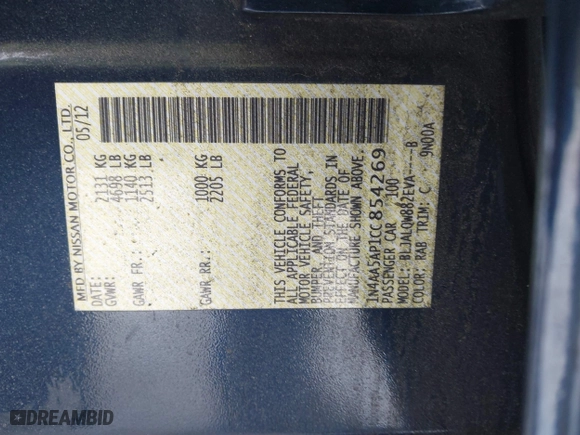 MFD BY NISSAN MOTOR CO., LTD.
DATE: 05/12
GVWR: 2131 KG
4698 LB
GAWR FR.: 1140 KG
2513 LB
GAWR RR.: 1000 KG
2205 LB
THIS VEHICLE CONFORMS TO
ALL APPLICABLE FEDERAL
MOTOR VEHICLE SAFETY,
BUMPER, AND THEFT
PREVENTION STANDARDS IN
EFFECT ON THE DATE OF
MANUFACTURE SHOWN ABOVE.
1N4AA5AP1CC854269
PASSENGER CAR 100
MODEL: BLJALQWA82EVA----B
COLOR: RAB TRIM: C 9N00A
DREAMBID